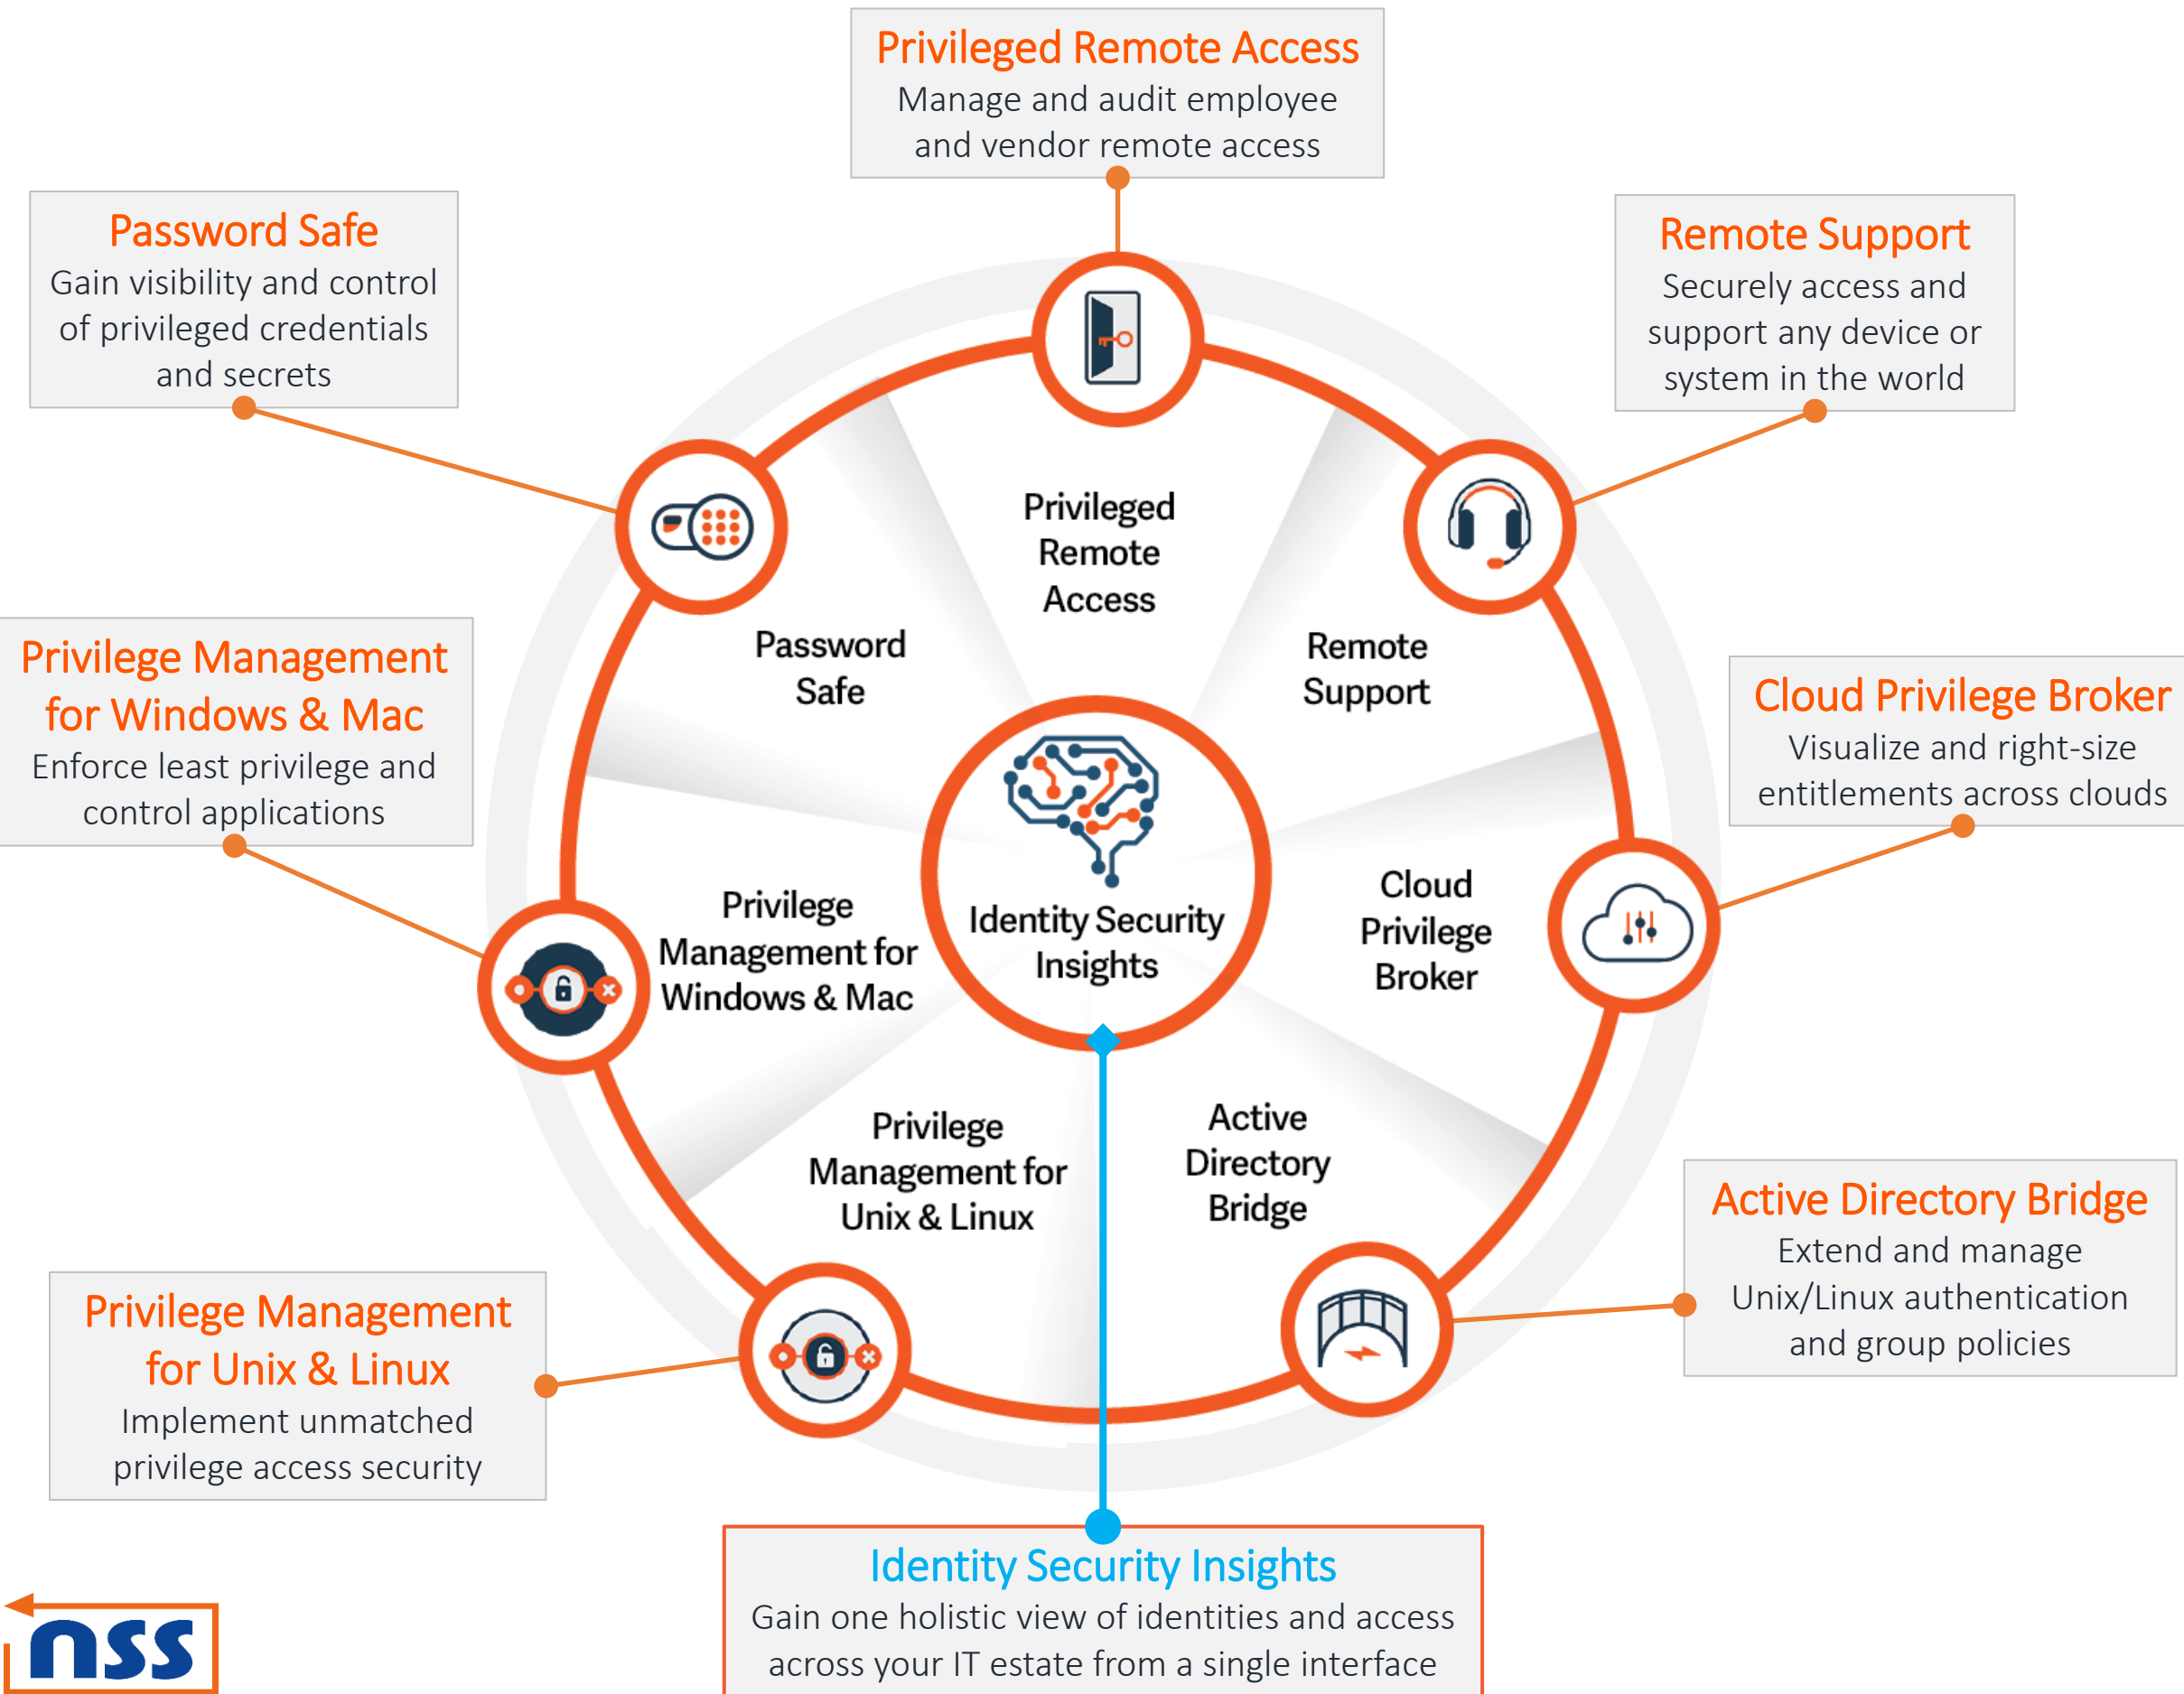 Privileged Remote Access
Manage and audit employee
and vendor remote access
Password Safe
Gain visibility and control
of privileged credentials
and secrets
Remote Support
Securely access and
support any device or
system in the world
Privilege Management
for Windows & Mac
Enforce least privilege and
control applications
Cloud Privilege Broker
Visualize and right-size
entitlements across clouds
Privileged
Remote
Access
Password
Safe
Remote
Support
Privilege
Management for
Windows & Mac
Identity Security
Insights
Cloud
Privilege
Broker
Privilege
Management for
Unix & Linux
Active
Directory
Bridge
Active Directory Bridge
Extend and manage
Unix/Linux authentication
and group policies
Privilege Management
for Unix & Linux
Implement unmatched
privilege access security
Identity Security Insights
Gain one holistic view of identities and access
across your IT estate from a single interface
nss